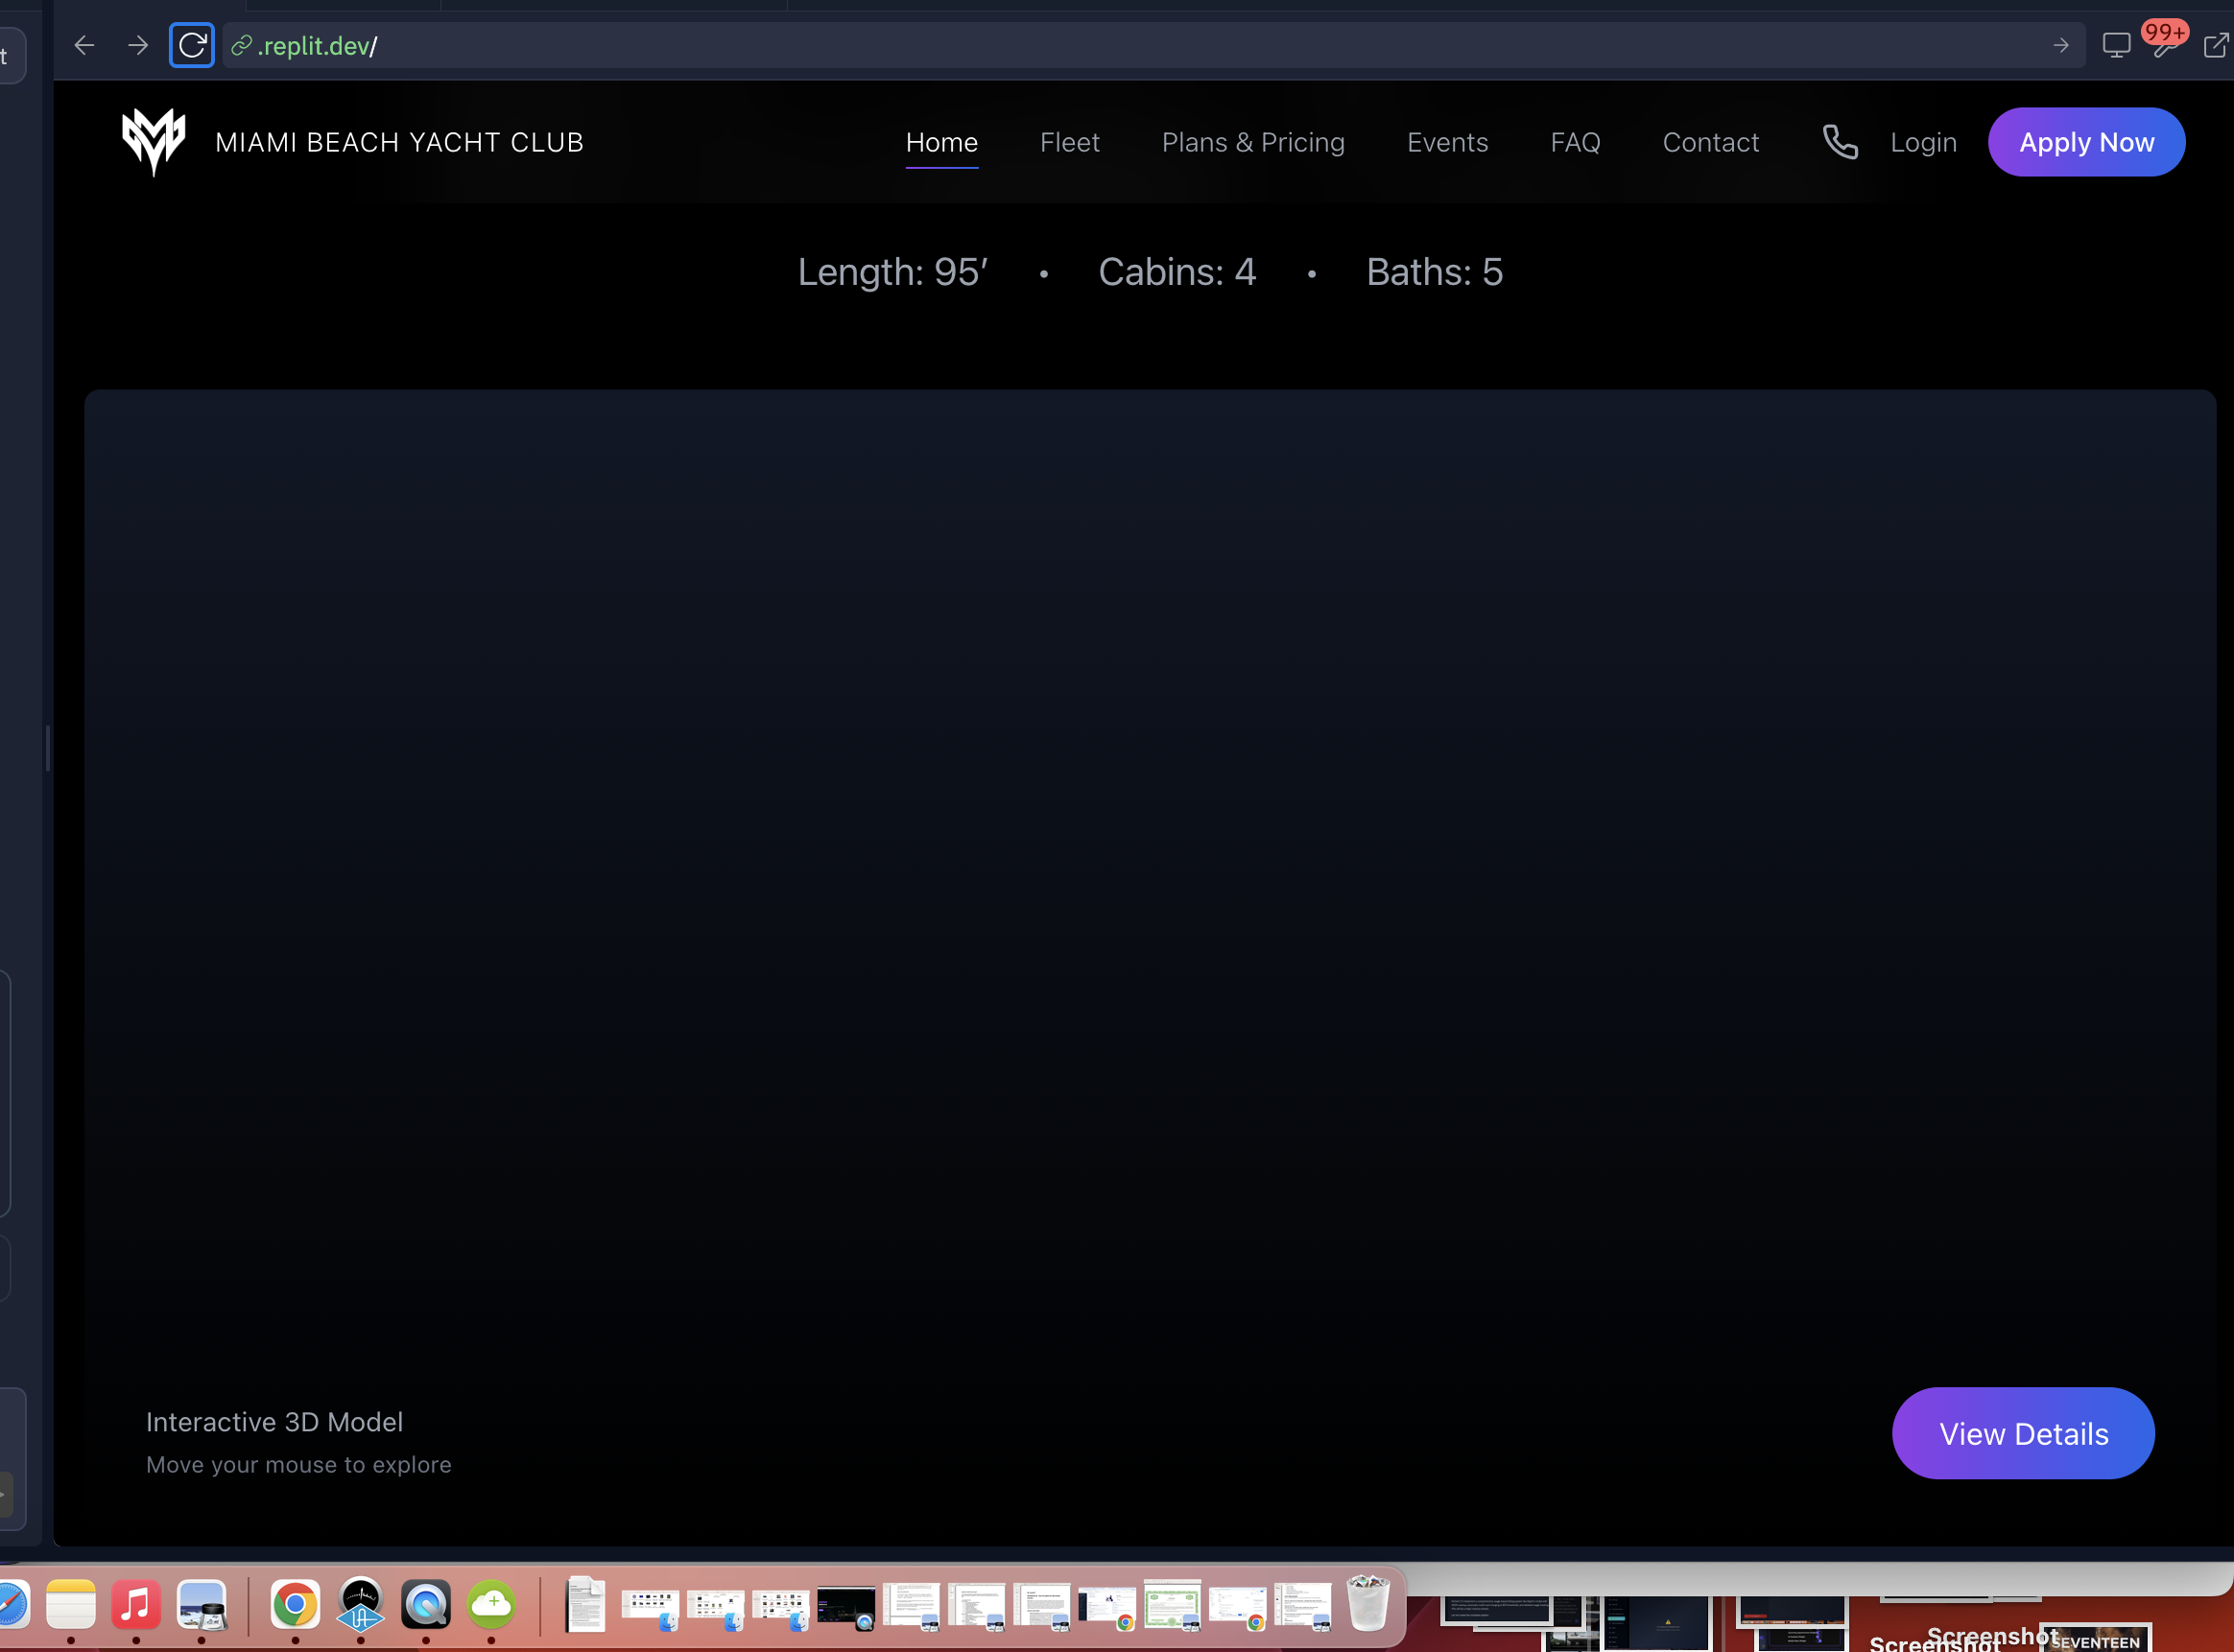 t
.replit.dev/
99+
MIAMI BEACH YACHT CLUB
Home
Fleet
Plans & Pricing
Events
FAQ
Contact
Login
Apply Now
Length: 95′ • Cabins: 4 • Baths: 5
Interactive 3D Model
Move your mouse to explore
View Details
Screenshot
Screenshot
SEVENTEEN